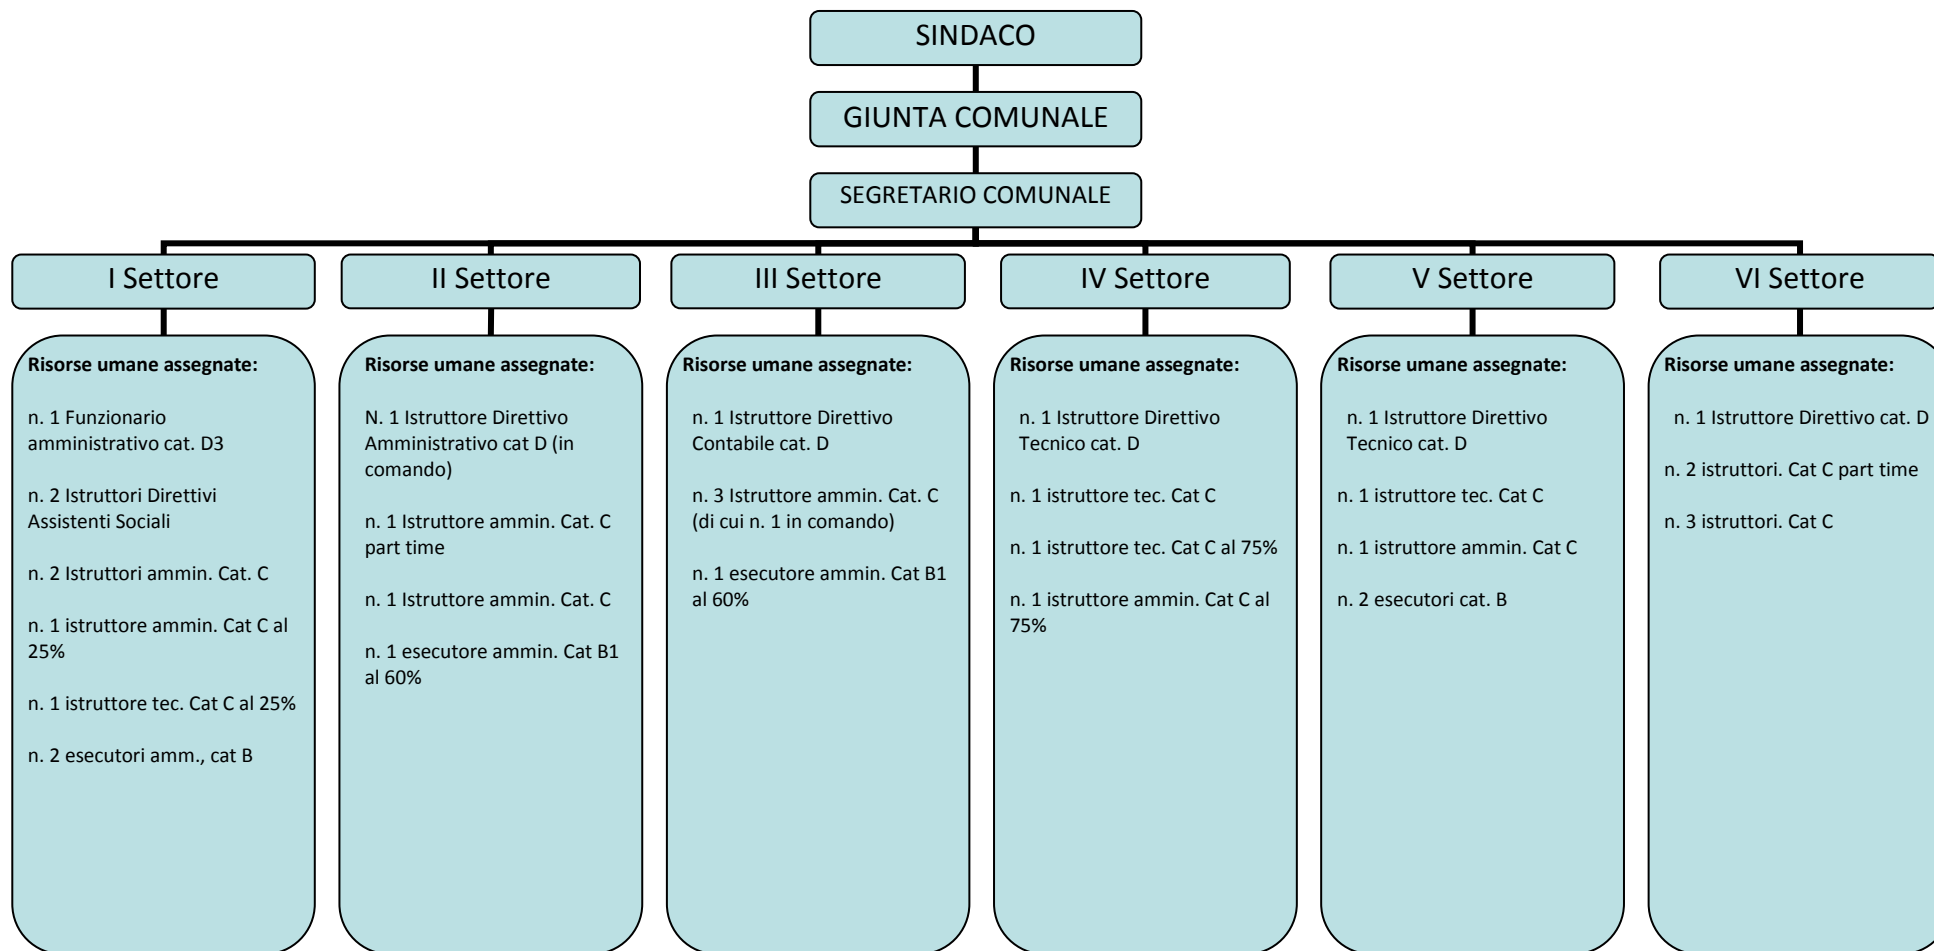 SINDACO
GIUNTA COMUNALE
SEGRETARIO COMUNALE
I Settore
II Settore
III Settore
IV Settore
V Settore
VI Settore
Risorse umane assegnate:
n. 1 Funzionario
amministrativo cat. D3
n. 2 Istruttori Direttivi
Assistenti Sociali
n. 2 Istruttori ammin. Cat. C
n. 1 istruttore ammin. Cat C al
25%
n. 1 istruttore tec. Cat C al 25%
n. 2 esecutori amm., cat B
Risorse umane assegnate:
N. 1 Istruttore Direttivo
Amministrativo cat D (in
comando)
n. 1 Istruttore ammin. Cat. C
part time
n. 1 Istruttore ammin. Cat. C
n. 1 esecutore ammin. Cat B1
al 60%
Risorse umane assegnate:
n. 1 Istruttore Direttivo
Contabile cat. D
n. 3 Istruttore ammin. Cat. C
(di cui n. 1 in comando)
n. 1 esecutore ammin. Cat B1
al 60%
Risorse umane assegnate:
n. 1 Istruttore Direttivo
Tecnico cat. D
n. 1 istruttore tec. Cat C
n. 1 istruttore tec. Cat C al 75%
n. 1 istruttore ammin. Cat C al
75%
Risorse umane assegnate:
n. 1 Istruttore Direttivo
Tecnico cat. D
n. 1 istruttore tec. Cat C
n. 1 istruttore ammin. Cat C
n. 2 esecutori cat. B
Risorse umane assegnate:
n. 1 Istruttore Direttivo cat. D
n. 2 istruttori. Cat C part time
n. 3 istruttori. Cat C